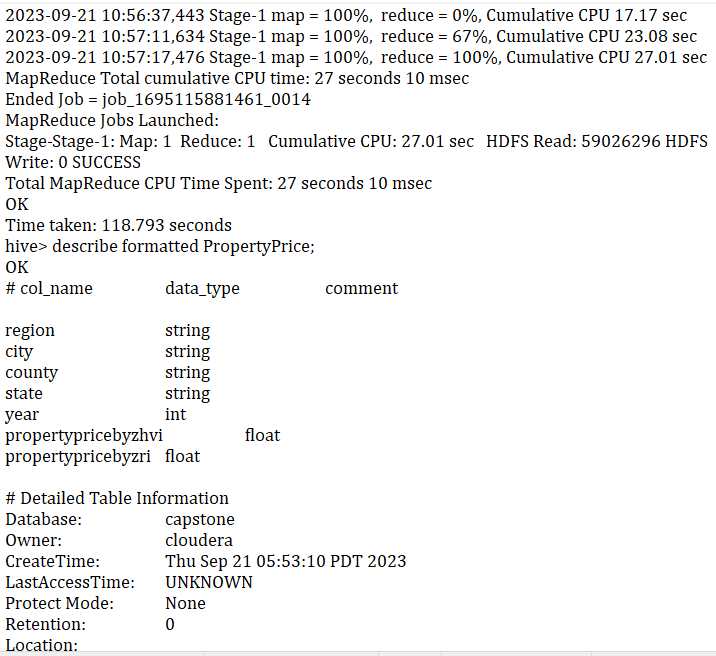 2023-09-21 10:56:37,443 Stage-1 map = 100%,  reduce = 0%, Cumulative CPU 17.17 sec
2023-09-21 10:57:11,634 Stage-1 map = 100%,  reduce = 67%, Cumulative CPU 23.08 sec
2023-09-21 10:57:17,476 Stage-1 map = 100%,  reduce = 100%, Cumulative CPU 27.01 sec
MapReduce Total cumulative CPU time: 27 seconds 10 msec
Ended Job = job_1695115881461_0014
MapReduce Jobs Launched:
Stage-Stage-1: Map: 1  Reduce: 1   Cumulative CPU: 27.01 sec   HDFS Read: 59026296 HDFS
Write: 0 SUCCESS
Total MapReduce CPU Time Spent: 27 seconds 10 msec
OK
Time taken: 118.793 seconds
hive> describe formatted PropertyPrice;
OK
# col_name data_type comment
region string
city string
county string
state string
year int
propertypricebyzhvi float
propertypricebyzri float
# Detailed Table Information
Database: capstone
Owner: cloudera
CreateTime: Thu Sep 21 05:53:10 PDT 2023
LastAccessTime: UNKNOWN
Protect Mode: None
Retention: 0
Location: